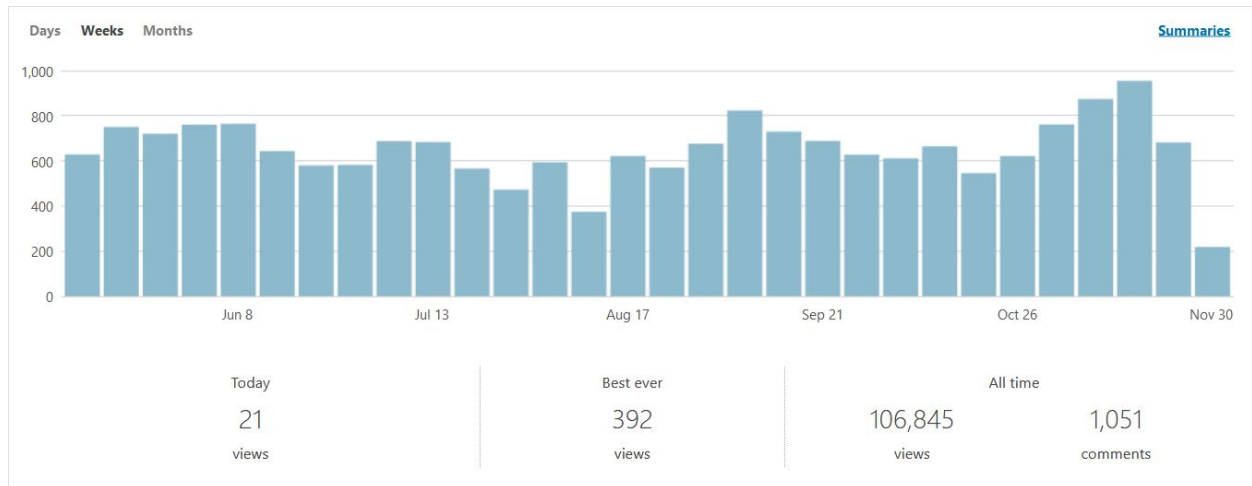 Days Weeks Months Summaries
1,000
800
600
400
200
0
Jun 8 Jul 13 Aug 17 Sep 21 Oct 26 Nov 30
Today Best ever All time
21 392 106,845 1,051
views views views comments